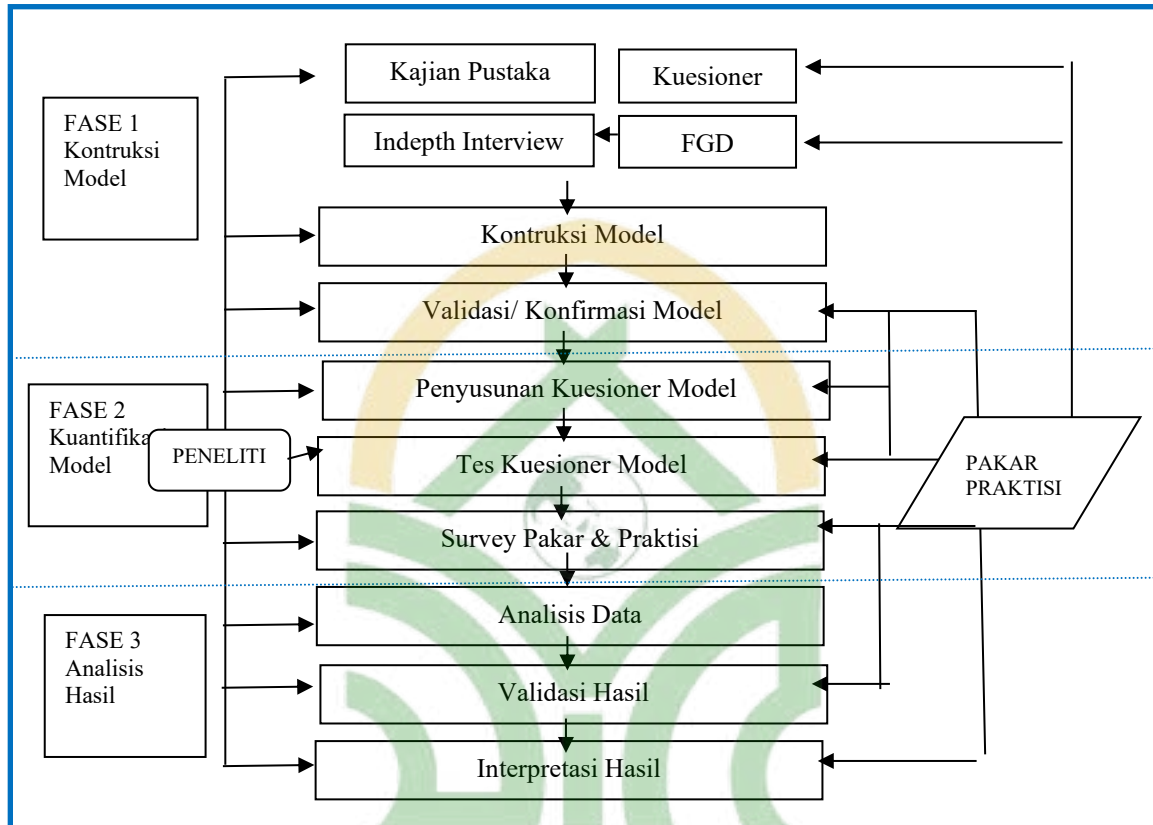 Kajian Pustaka
Kuesioner
FASE 1
Kontruksi
Model
Indepth Interview
FGD
Kontruksi Model
Validasi/ Konfirmasi Model
Penyusunan Kuesioner Model
FASE 2
Kuantifika i
Model
PENELITI
Tes Kuesioner Model
PAKAR
PRAKTISI
Survey Pakar & Praktisi
Analisis Data
FASE 3
Analisis
Hasil
Validasi Hasil
Interpretasi Hasil